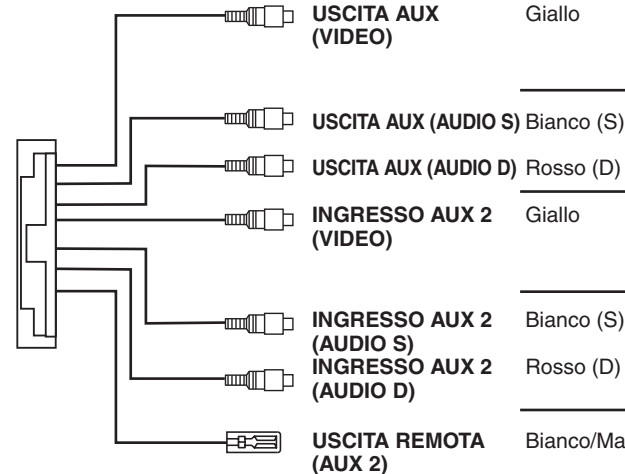 USCITA AUX Giallo
(VIDEO)
USCITA AUX (AUDIO S) Bianco (S)
USCITA AUX (AUDIO D) Rosso (D)
INGRESSO AUX 2 Giallo
(VIDEO)
INGRESSO AUX 2 Bianco (S)
(AUDIO S)
INGRESSO AUX 2 Rosso (D)
(AUDIO D)
USCITA REMOTA Bianco/Ma
(AUX 2)